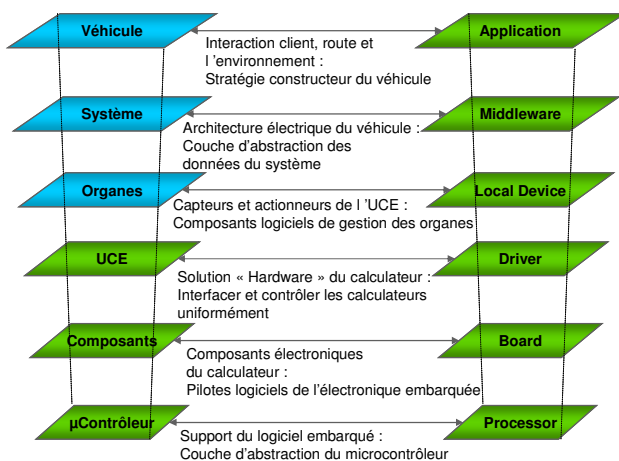 Véhicule
Application
Interaction client, route et
l ’environnement :
Stratégie constructeur du véhicule
Système
Middleware
Architecture électrique du véhicule :
Couche d’abstraction des
données du système
Organes
Local Device
Capteurs et actionneurs de l ’UCE :
Composants logiciels de gestion des organes
UCE
Driver
Solution « Hardware » du calculateur :
Interfacer et contrôler les calculateurs
uniformément
Composants
Board
Composants électroniques
du calculateur :
Pilotes logiciels de l’électronique embarquée
µContrôleur
Processor
Support du logiciel embarqué :
Couche d’abstraction du microcontrôleur